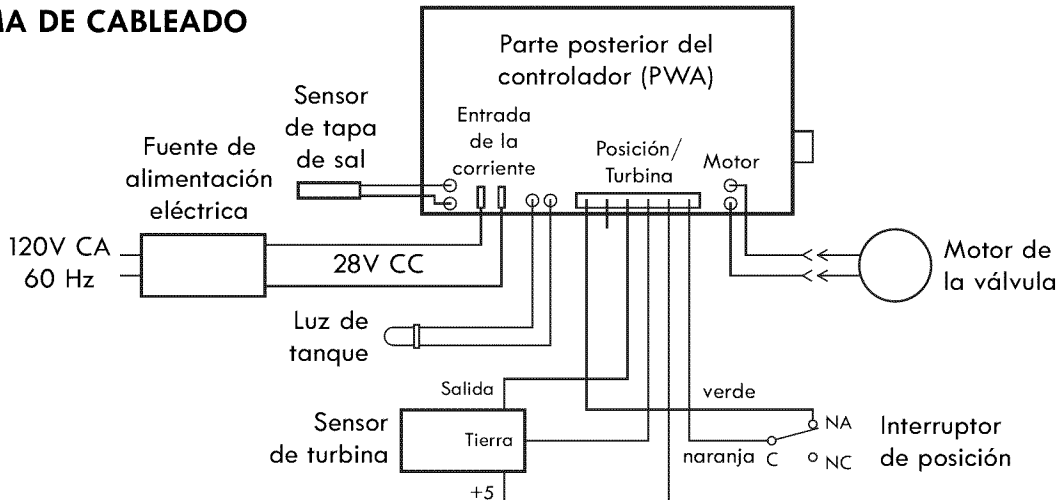 MA DE CABLEADO
Parte posterior del
controlador (PWA)
Sensor
de tapa
de sal
Entrada
de la
corriente
Posición/
Turbina
Motor
Fuente de
alimentación
eléctrica
120V CA
60 Hz
28V CC
Motor de
la válvula
Luz de
tanque
Salida
verde
Sensor
de turbina
Tierra
naranja C
NA
NC
Interruptor
de posición
+5